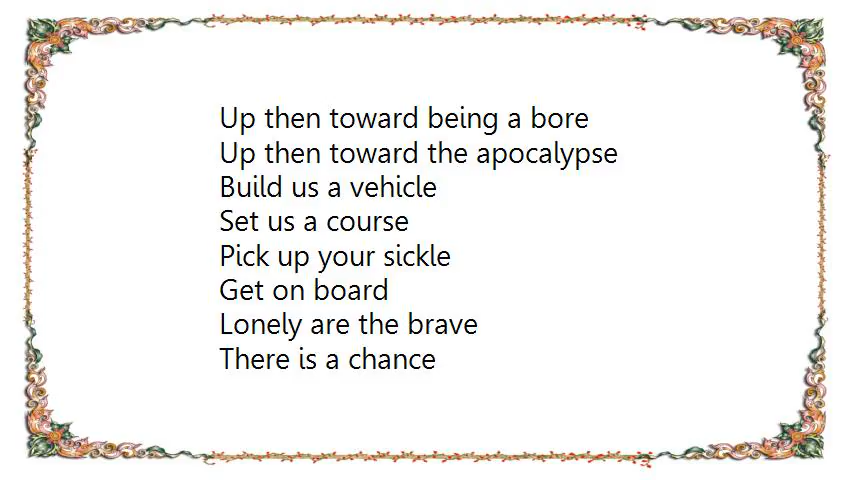 Up then toward being a bore
Up then toward the apocalypse
Build us a vehicle
Set us a course
Pick up your sickle
Get on board
Lonely are the brave
There is a chance